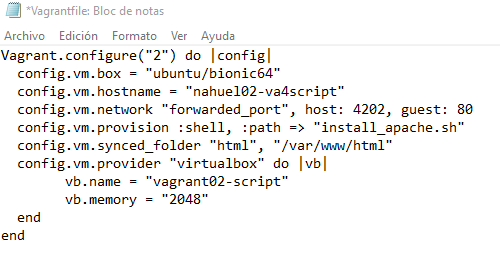 *Vagrantfile: Bloc de notas
Archivo Edición Formato Ver Ayuda
Vagrant.configure("2") do |config|
  config.vm.box = "ubuntu/bionic64"
  config.vm.hostname = "nahuel02-va4script"
  config.vm.network "forwarded_port", host: 4202, guest: 80
  config.vm.provision :shell, :path => "install_apache.sh"
  config.vm.synced_folder "html", "/var/www/html"
  config.vm.provider "virtualbox" do |vb|
        vb.name = "vagrant02-script"
        vb.memory = "2048"
  end
end